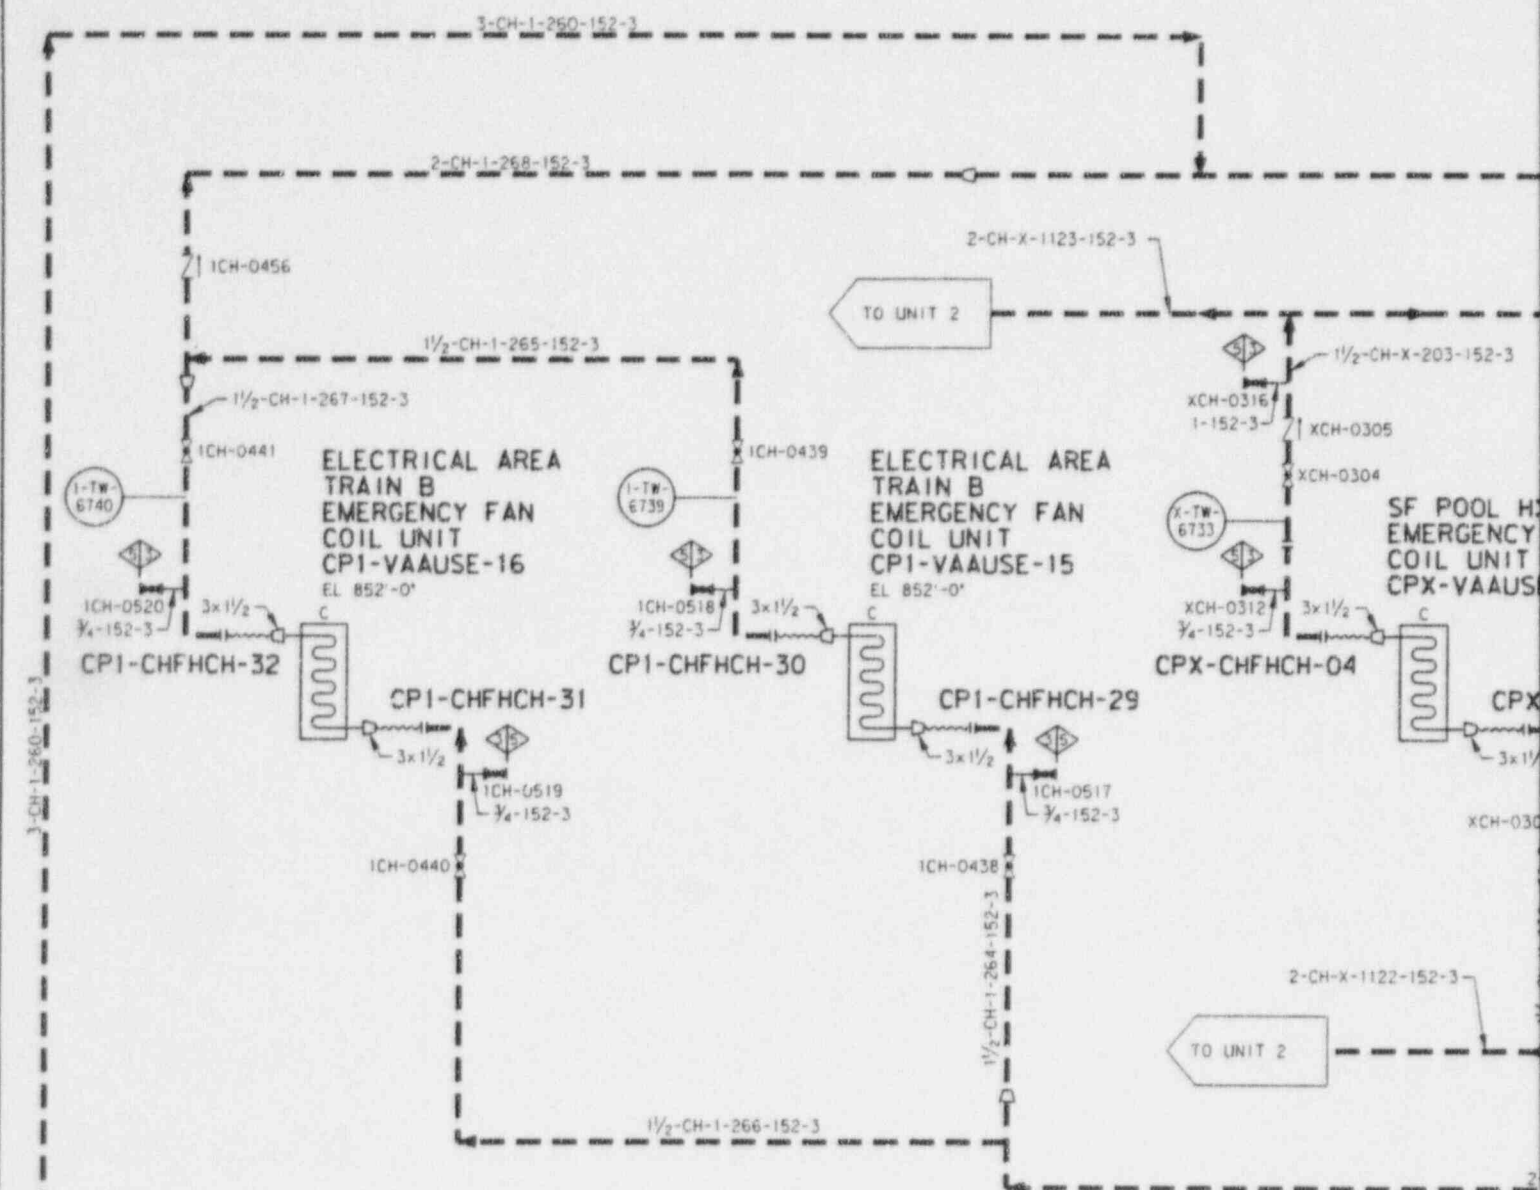 3-CH-1-260-152-3
2-CH-1-268-152-3
2-CH-X-1123-152-3
1CH-0456
TO UNIT 2
1½-CH-1-265-152-3
1½-CH-X-203-152-3
XCH-0316
1-152-3
XCH-0305
XCH-0304
1½-CH-1-267-152-3
1CH-0441
1CH-0439
ELECTRICAL AREA
TRAIN B
EMERGENCY FAN
COIL UNIT
CP1-VAAUSE-16
EL 852'-0"
ELECTRICAL AREA
TRAIN B
EMERGENCY FAN
COIL UNIT
CP1-VAAUSE-15
EL 852'-0"
SF POOL
EMERGENCY
COIL UNIT
CPX-VAAUS
1-TW-
6740
1-TW-
6739
X-TW-
6733
1CH-0520
¾-152-3
3x1½
C
1CH-0518
¾-152-3
3x1½
C
XCH-0312
¾-152-3
3x1½
C
CP1-CHFHCH-32
CP1-CHFHCH-30
CPX-CHFHCH-04
CP1-CHFHCH-31
CP1-CHFHCH-29
CPX
3x1½
3x1½
1CH-0519
¾-152-3
1CH-0517
¾-152-3
XCH-030
3-CH-1-260-152-3
1CH-0440
1CH-0438
1½-CH-1-264-152-3
2-CH-X-1122-152-3
TO UNIT 2
1½-CH-1-266-152-3